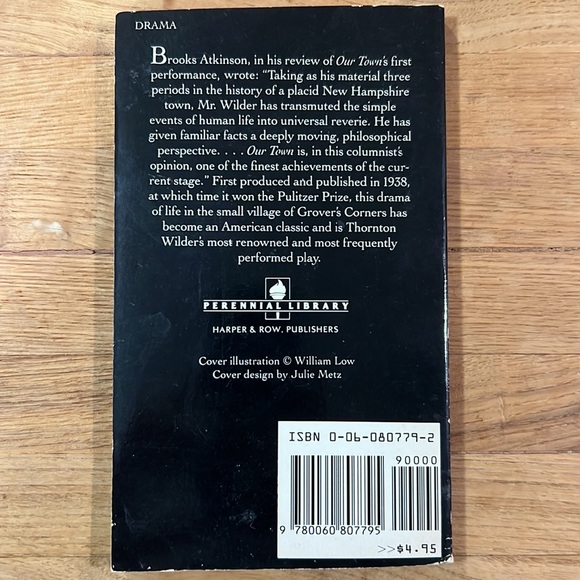 DRAMA
Brooks Atkinson, in his review of Our Town's first
performance, wrote: "Taking as his material three
periods in the history of a placid New Hampshire
town, Mr. Wilder has transmuted the simple
events of human life into universal reverie. He has
given familiar facts a deeply moving, philosophical
perspective. . . . Our Town is, in this columnist's
opinion, one of the finest achievements of the cur-
rent stage." First produced and published in 1938,
at which time it won the Pulitzer Prize, this drama
of life in the small village of Grover's Corners has
become an American classic and is Thornton
Wilder's most renowned and most frequently
performed play.
PERENNIAL LIBRARY
HARPER & ROW, PUBLISHERS
Cover illustration © William Low
Cover design by Julie Metz
ISBN 0-06-080779-2
90000
9 780060 807795
>>$4.95